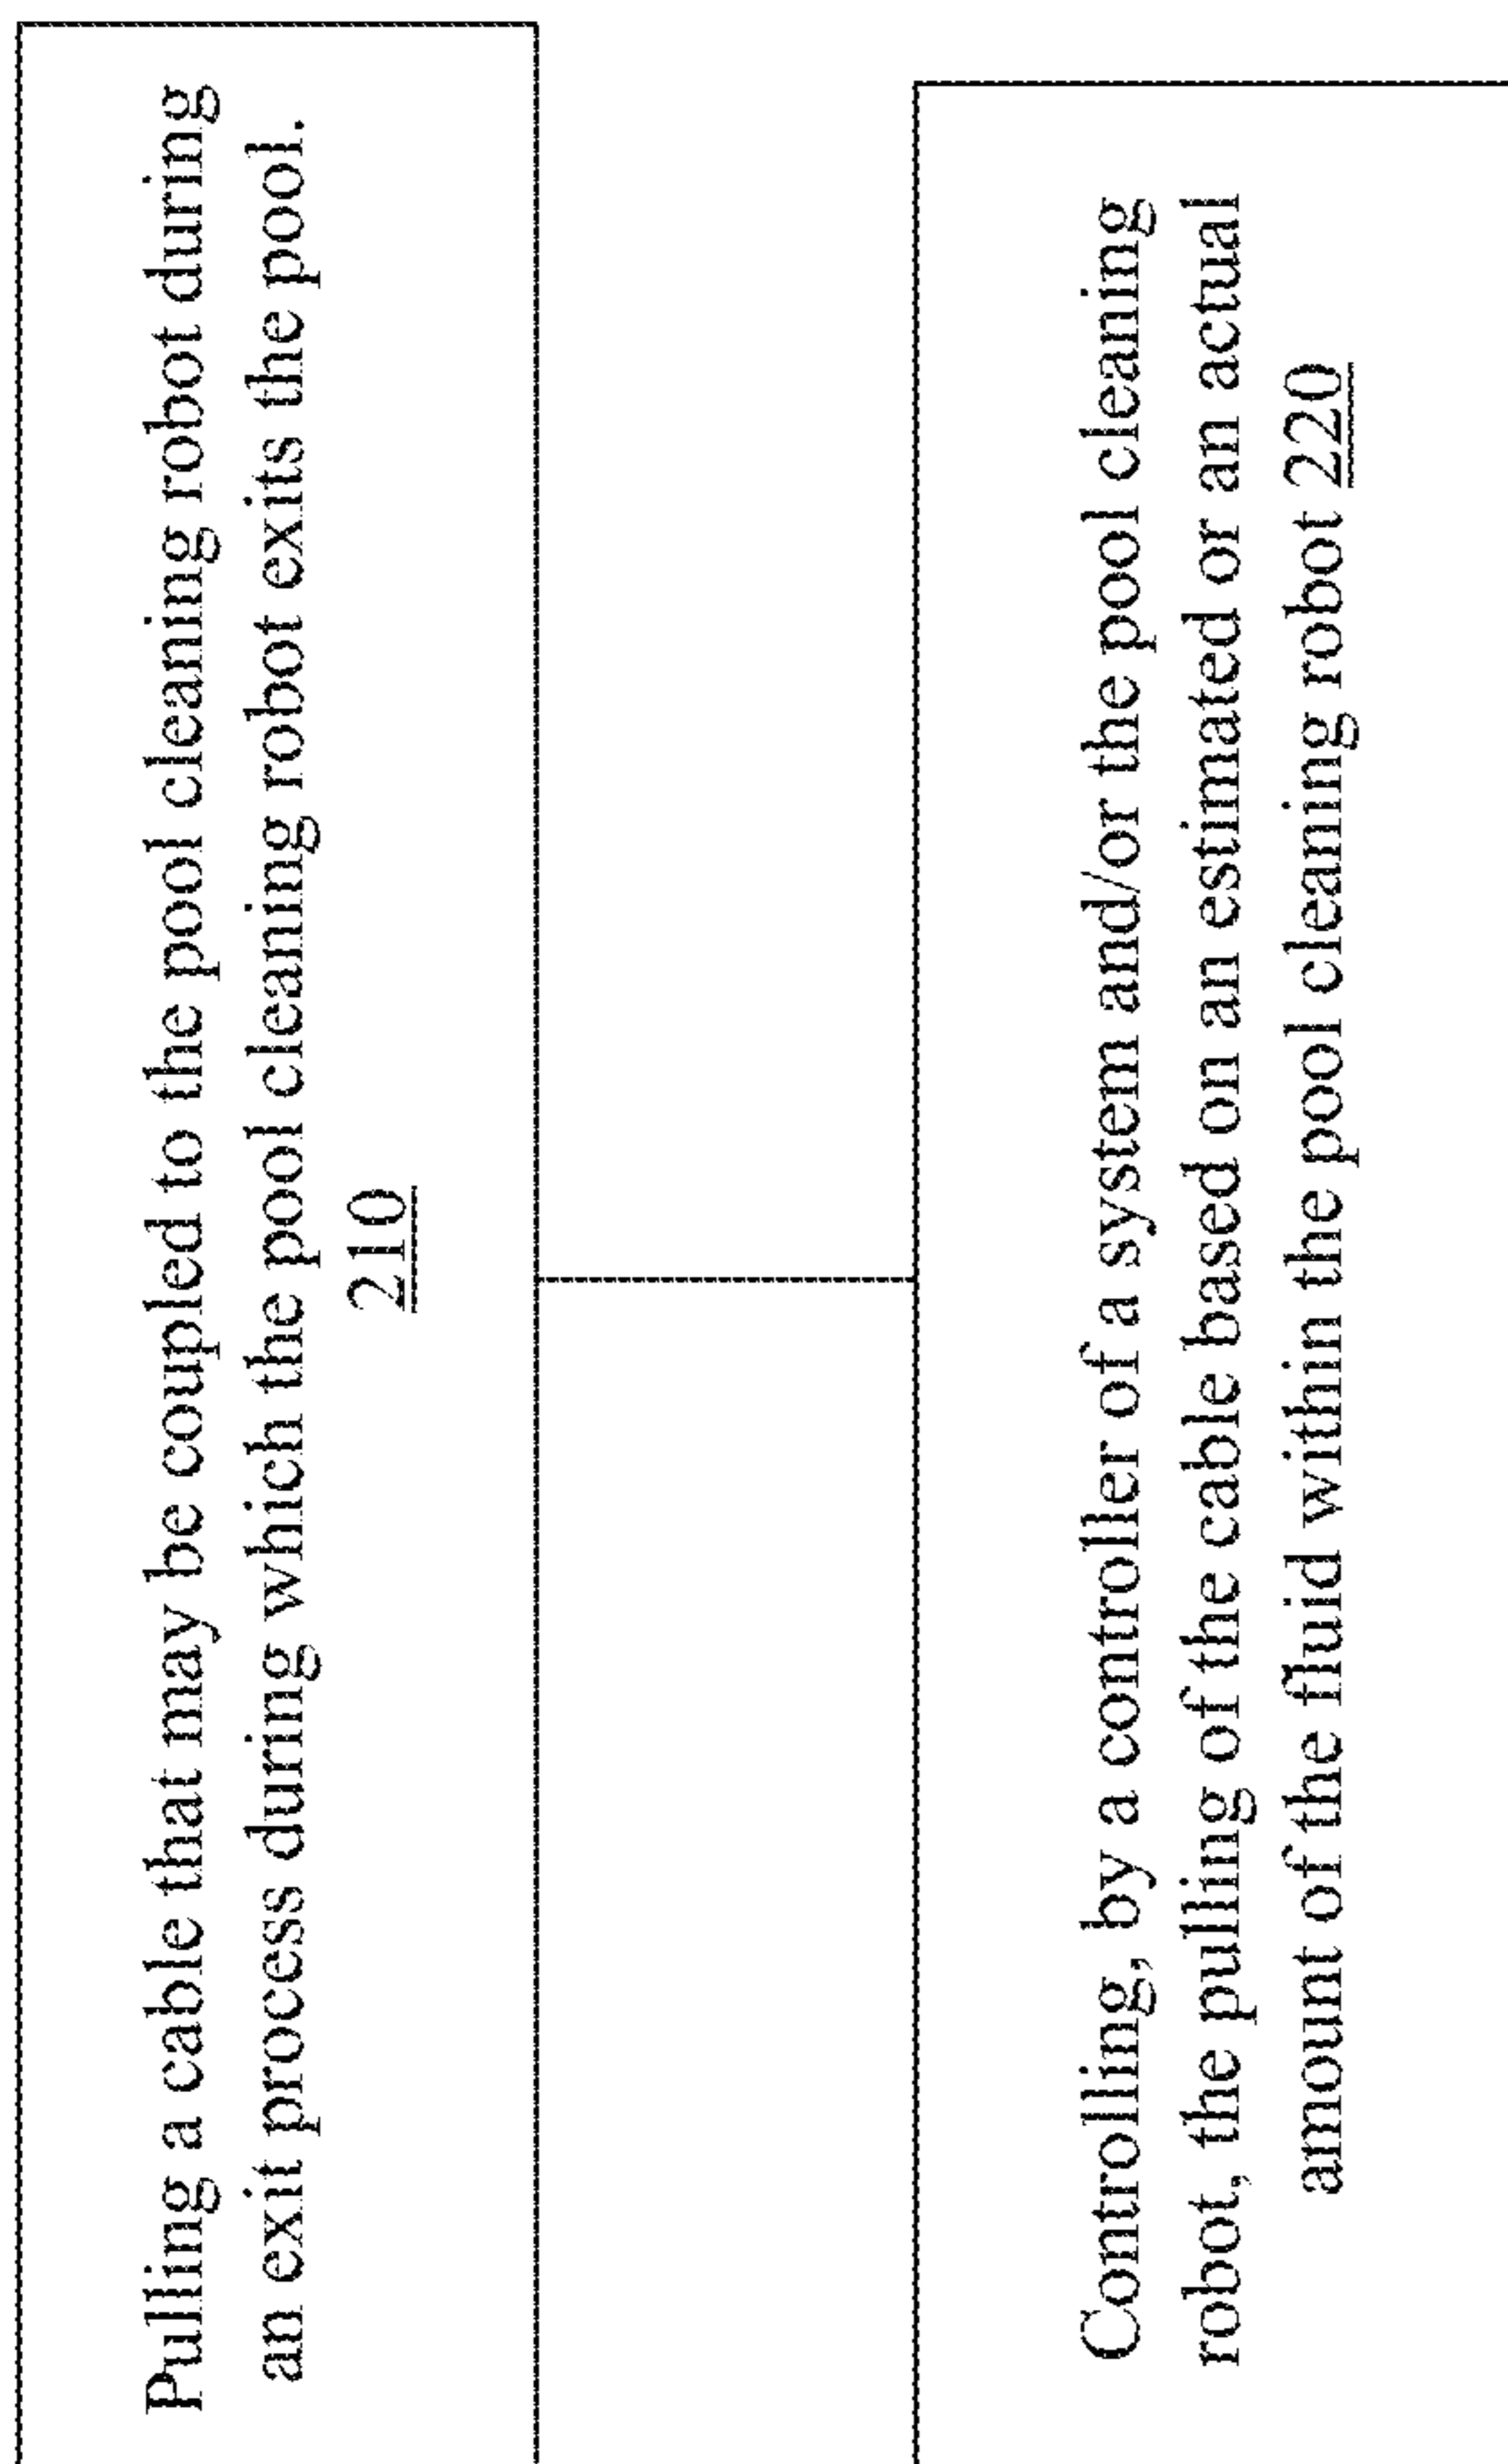 Pulling a cable that may be coupled to the pool cleaning robot during
an exit process during which the pool cleaning robot exits the pool.
210
Controlling, by a controller of a system and/or the pool cleaning
robot, the pulling of the cable based on an estimated or an actual
amount of the fluid within the pool cleaning robot 220